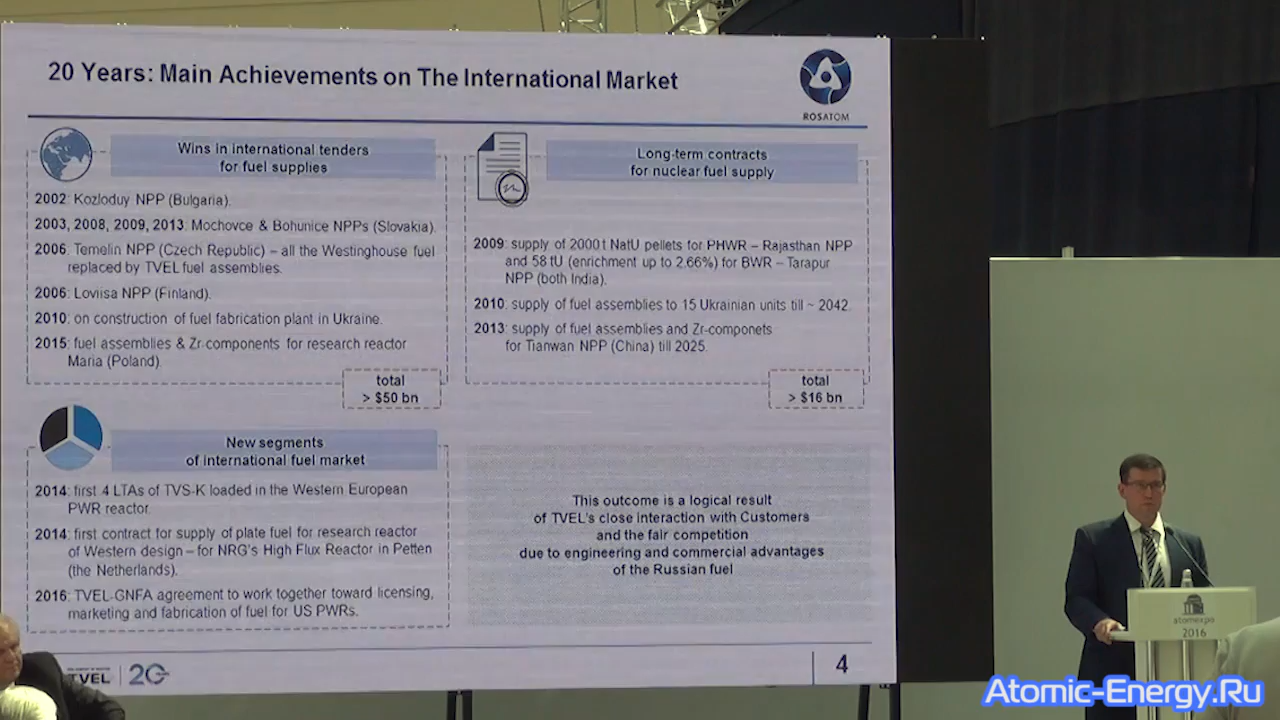 20 Years: Main Achievements on The International Market
ROSATOM
Wins in international tenders
for fuel supplies
2002: Kozloduy NPP (Bulgaria).
2003, 2008, 2009, 2013: Mochovce & Bohunice NPPs (Slovakia).
2006: Temelin NPP (Czech Republic) – all the Westinghouse fuel
replaced by TVEL fuel assemblies.
2006: Loviisa NPP (Finland).
2010: on construction of fuel fabrication plant in Ukraine.
2015: fuel assemblies & Zr-components for research reactor
Maria (Poland).
total
> $50 bn
Long-term contracts
for nuclear fuel supply
2009: supply of 2000 t NatU pellets for PHWR – Rajasthan NPP
and 58 tU (enrichment up to 2.66%) for BWR – Tarapur
NPP (both India).
2010: supply of fuel assemblies to 15 Ukrainian units till ~ 2042.
2013: supply of fuel assemblies and Zr-componets
for Tianwan NPP (China) till 2025.
total
> $16 bn
New segments
of international fuel market
2014: first 4 LTAs of TVS-K loaded in the Western European
PWR reactor.
2014: first contract for supply of plate fuel for research reactor
of Western design – for NRG's High Flux Reactor in Petten
(the Netherlands).
2016: TVEL-GNFA agreement to work together toward licensing,
marketing and fabrication of fuel for US PWRs.
This outcome is a logical result
of TVEL's close interaction with Customers
and the fair competition
due to engineering and commercial advantages
of the Russian fuel
TVEL
20
4
atomexpo
2016
Atomic-Energy.Ru